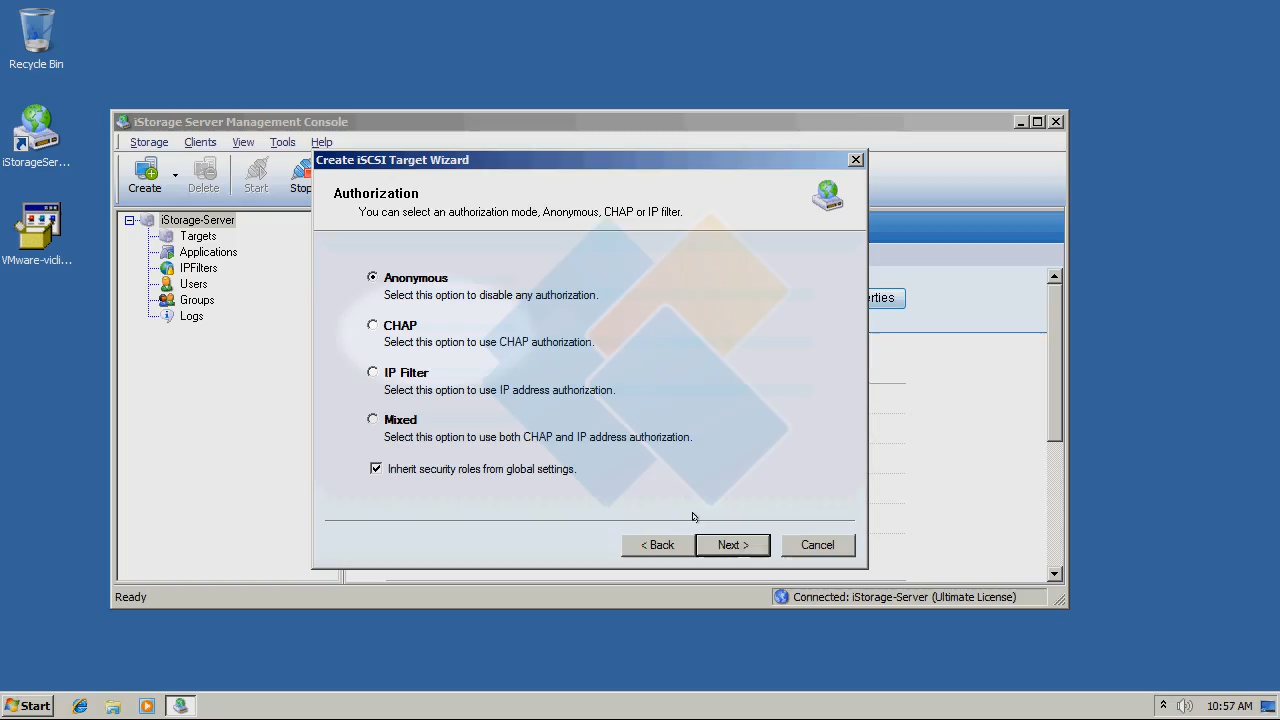 Recycle Bin
iStorageSer...
VMware-vicli...
iStorage Server Management Console
Storage Clients View Tools Help
Create Delete Start Stop
iStorage-Server
Targets
Applications
IPFilters
Users
Groups
Logs
Create iSCSI Target Wizard
Authorization
You can select an authorization mode, Anonymous, CHAP or IP filter.
Anonymous
Select this option to disable any authorization.
CHAP
Select this option to use CHAP authorization.
IP Filter
Select this option to use IP address authorization.
Mixed
Select this option to use both CHAP and IP address authorization.
Inherit security roles from global settings.
< Back Next > Cancel
erties
Ready
Connected: iStorage-Server (Ultimate License)
Start
10:57 AM